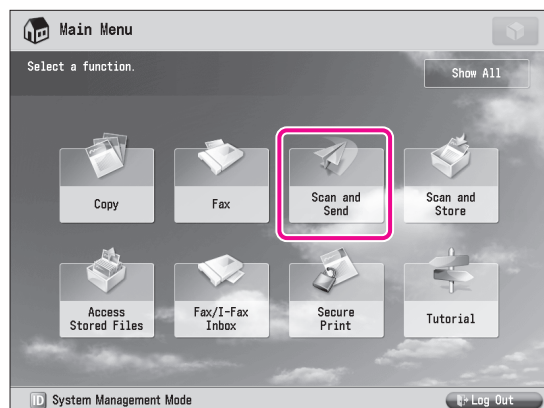 Main Menu
Select a function.
Show All
Copy
Fax
Scan and
Send
Scan and
Store
Access
Stored Files
Fax/I-Fax
Inbox
Secure
Print
Tutorial
ID System Management Mode
Log Out